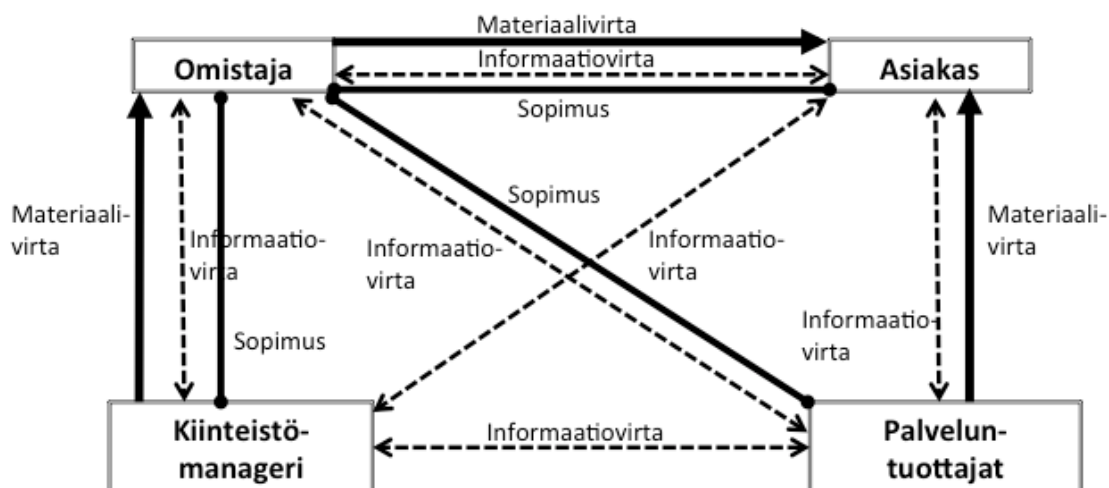 Materiaalivirta
Omistaja
Informaatiovirta
Asiakas
Sopimus
Sopimus
Materiaali-
virta
Informaatio-
virta
Informaatio-
virta
Informaatio-
virta
Materiaali-
virta
Sopimus
Informaatio-
virta
Kiinteistö-
manageri
Informaatiovirta
Palvelun-
tuottajat